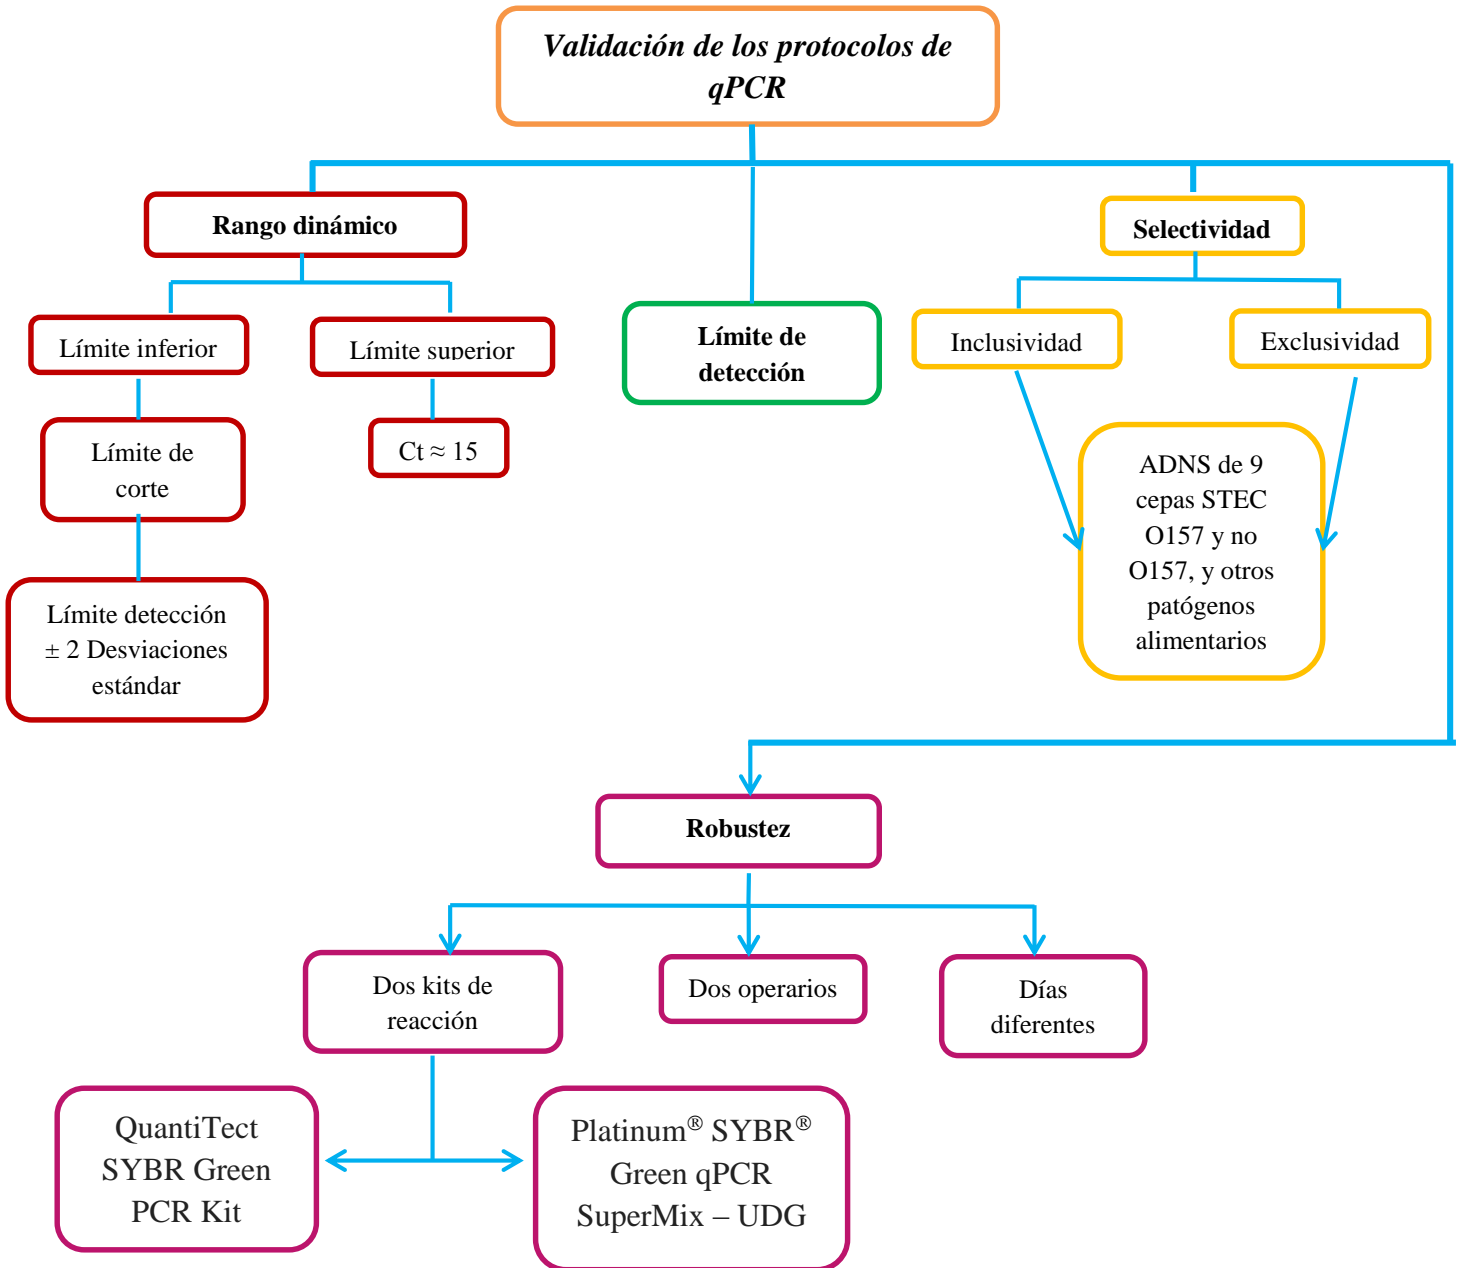 Validación de los protocolos de
qPCR
Rango dinámico
Selectividad
Límite inferior
Límite superior
Límite de
detección
Inclusividad
Exclusividad
Límite de
corte
Ct ≈ 15
ADNS de 9
cepas STEC
O157 y no
O157, y otros
patógenos
alimentarios
Límite detección
± 2 Desviaciones
estándar
Robustez
Dos kits de
reacción
Dos operarios
Días
diferentes
QuantiTect
SYBR Green
PCR Kit
Platinum® SYBR®
Green qPCR
SuperMix – UDG